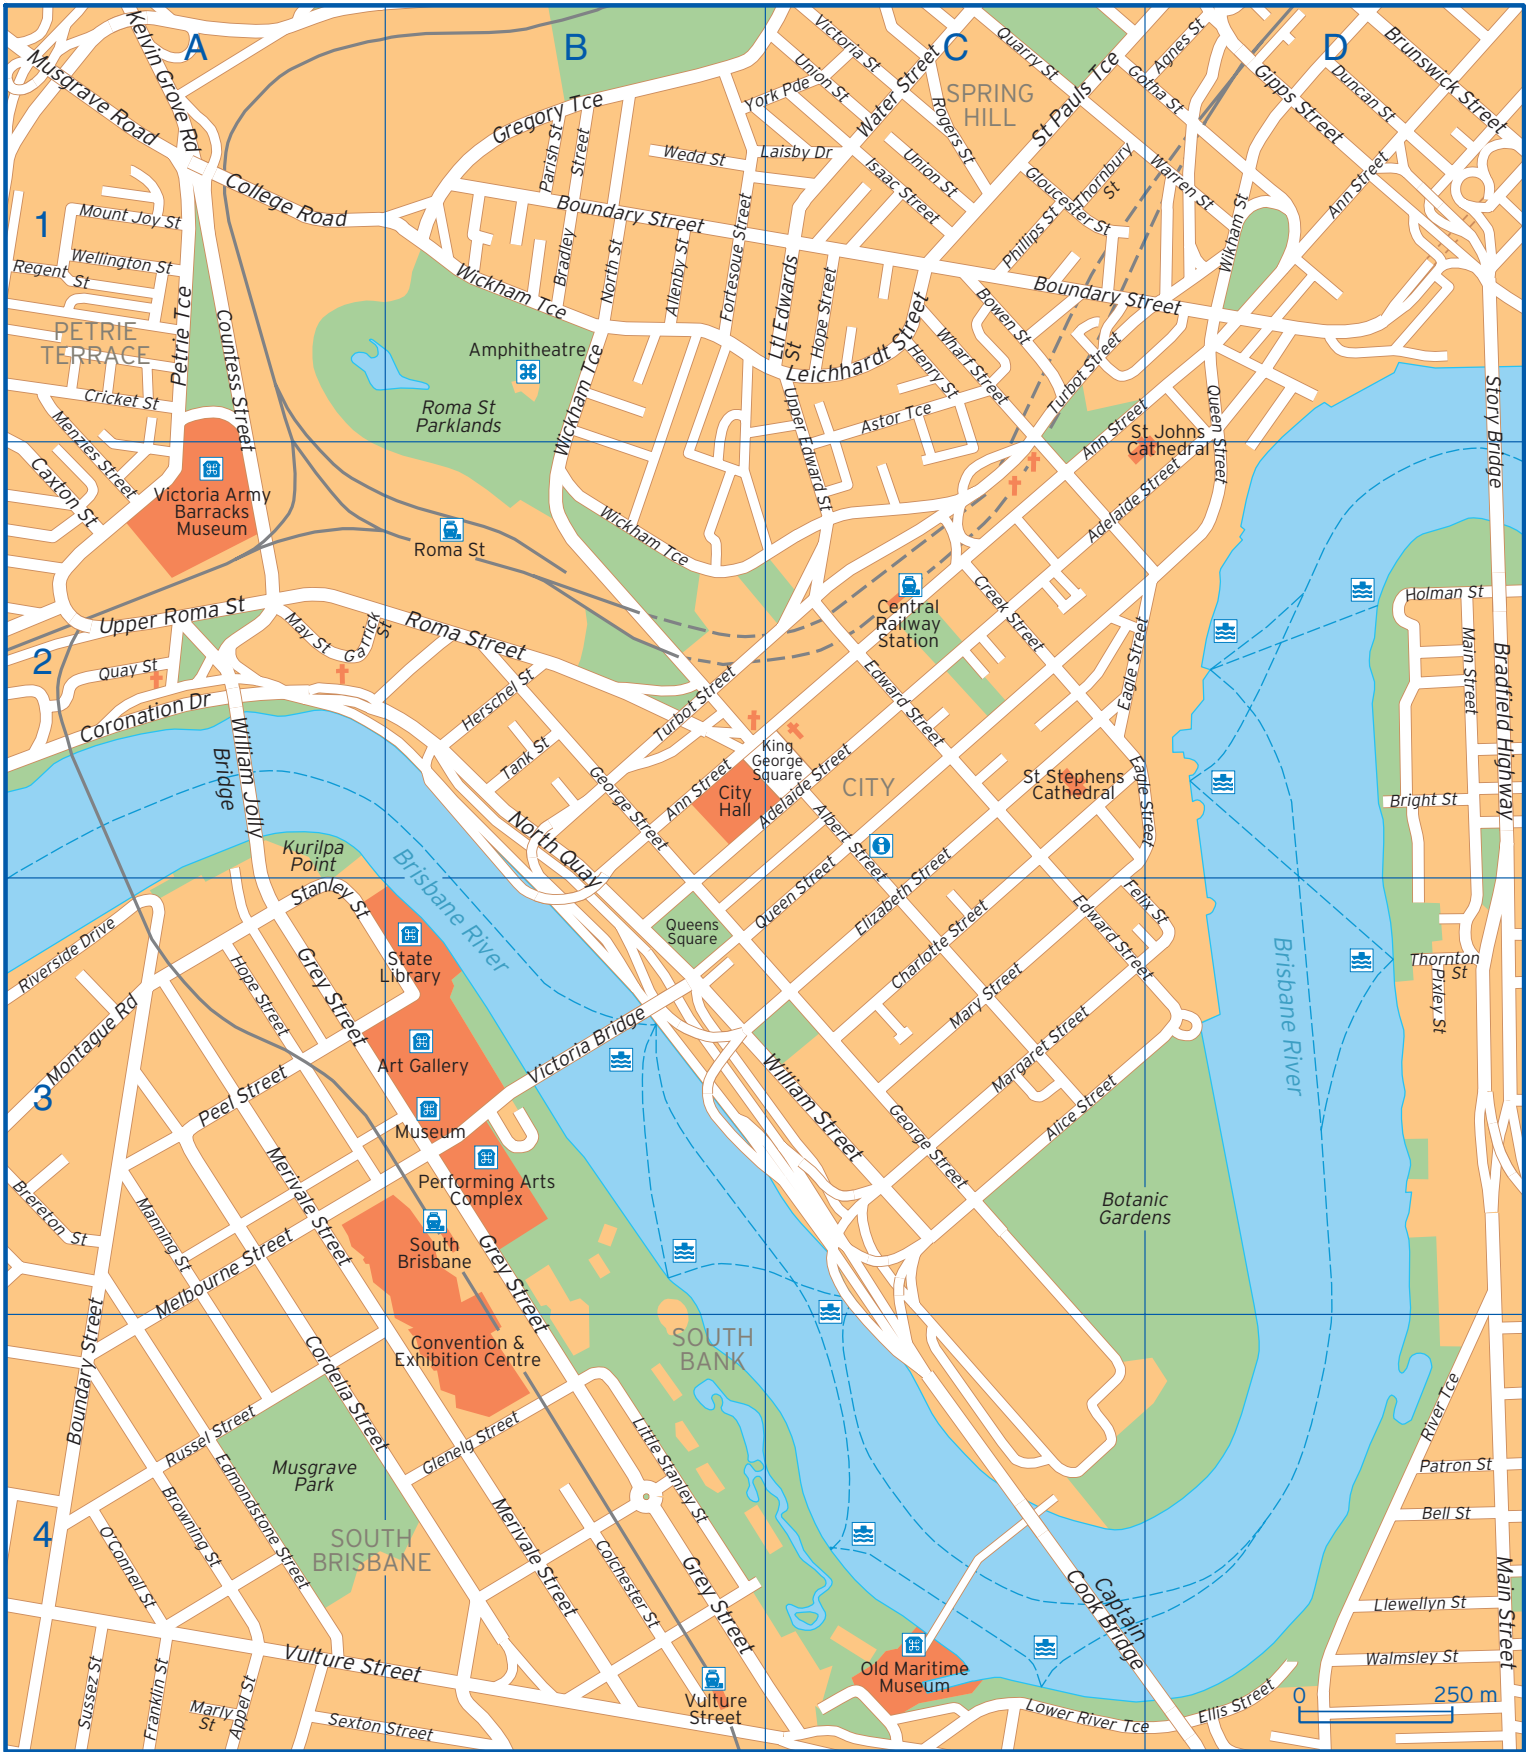 A
B
C
D
1
2
3
4
Kelvin Grove Rd
Musgrave Road
College Road
Gregory Tce
Parish St
Bradley Street
Wedd St
York Pde
Laisby Dr
Victoria St
Union St
Water Street
Rogers St
Union St
Isaac Street
SPRING
HILL
Quarry St
St Pauls Tce
Gotha St
Agnes St
Gipps Street
Duncan St
Brunswick Street
Ann Street
Warren St
Wikham St
Thornbury
St
Gloucester St
Phillips St
Boundary Street
Boundary Street
Mount Joy St
Wellington St
Regent St
PETRIE
TERRACE
Petrie Tce
Countess Street
Cricket St
Menzies Street
Caxton St
Wickham Tce
Amphitheatre
Roma St
Parklands
Wickham Tce
North St
Allenby St
Fortesoue Street
Ltl Edwards
St
Hope Street
Leichhardt Street
Upper Edward St
Astor Tce
Henry St
Wharf Street
Bowen St
Turbot Street
Ann Street
St Johns
Cathedral
Queen Street
Adelaide Street
Story Bridge
Victoria Army
Barracks
Museum
Roma St
Wickham Tce
Central
Railway
Station
Creek Street
Eagle Street
Upper Roma St
May St
Garrick
St
Roma Street
Quay St
Coronation Dr
William Jolly
Bridge
Herschel St
Tank St
Turbot Street
George Street
Ann Street
King
George
Square
City
Hall
Adelaide Street
Edward Street
CITY
St Stephens
Cathedral
Eagle Street
Albert Street
Holman St
Main Street
Bradfield Highway
Bright St
North Quay
Kurilpa
Point
Brisbane River
Stanley St
Queens
Square
Queen Street
Elizabeth Street
Charlotte Street
Mary Street
Margaret Street
Alice Street
Edward Street
Felix St
Riverside Drive
Montague Rd
Hope Street
Grey Street
State
Library
Art Gallery
Museum
Performing Arts
Complex
Victoria Bridge
William Street
George Street
Botanic
Gardens
Brisbane River
Thornton
St
Pixley St
Peel Street
Merivale Street
Manning St
Brereton St
Melbourne Street
South
Brisbane
Grey Street
Convention &
Exhibition Centre
SOUTH
BANK
Boundary Street
Cordelia Street
Russel Street
Musgrave
Park
Glenelg Street
Little Stanley St
Edmondstone Street
Browning St
O'Connell St
SOUTH
BRISBANE
Merivale Street
Colchester St
Grey Street
Captain
Cook Bridge
River Tce
Patron St
Bell St
Llewellyn St
Walmsley St
Main Street
Vulture Street
Old Maritime
Museum
Vulture
Street
Sussez St
Franklin St
Marly
St
Appel St
Sexton Street
Lower River Tce
Ellis Street
0
250 m